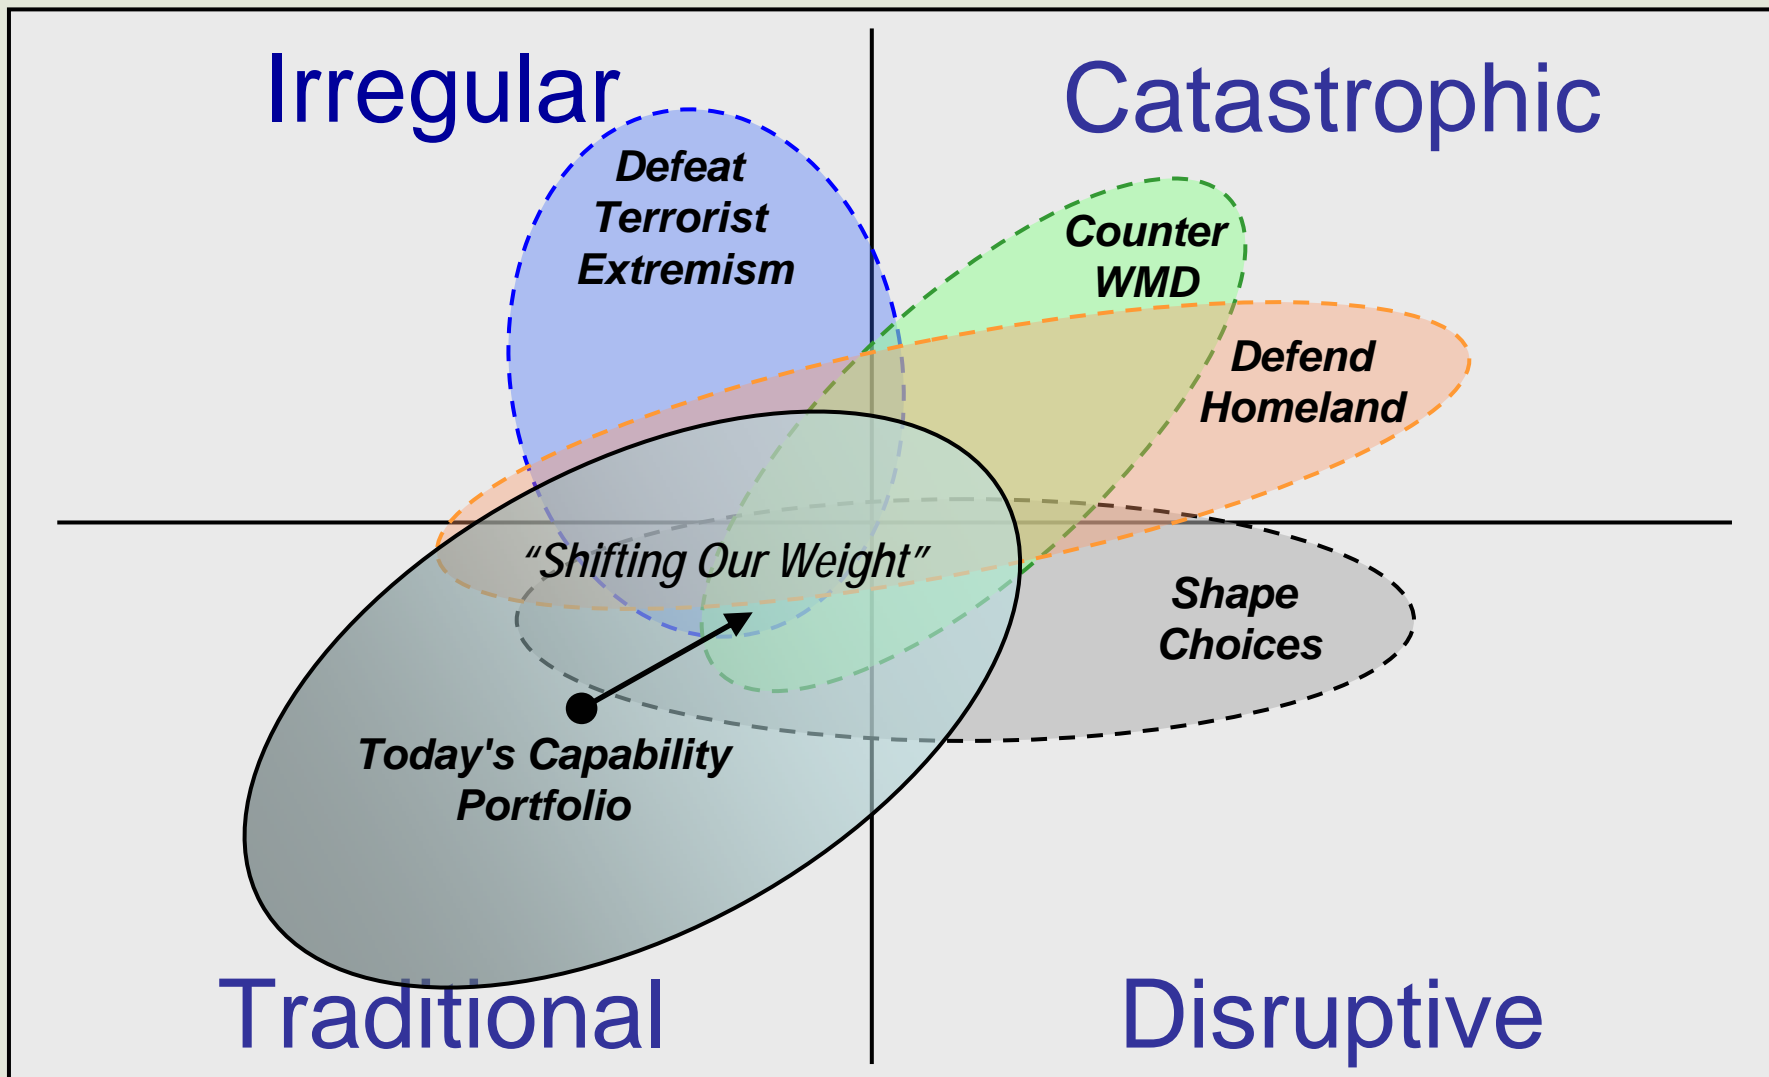 Irregular
Catastrophic
Defeat
Terrorist
Extremism
Counter
WMD
Defend
Homeland
“Shifting Our Weight”
Shape
Choices
Today's Capability
Portfolio
Traditional
Disruptive